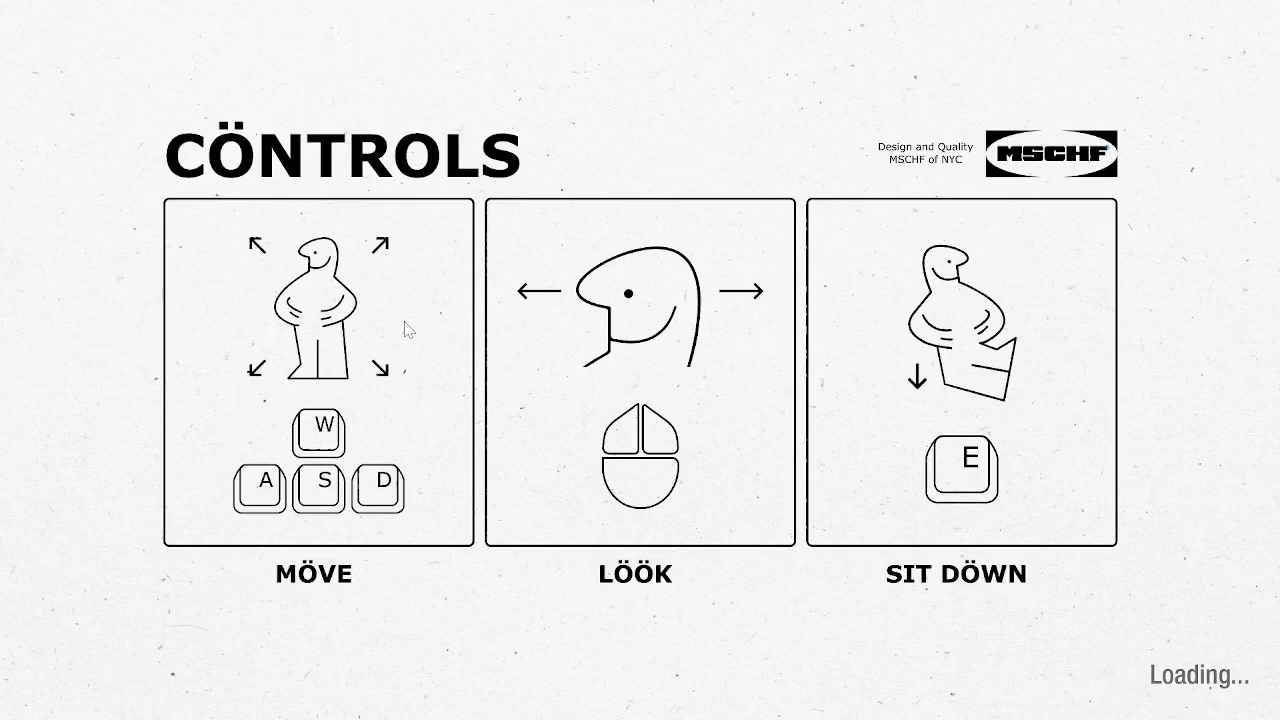 CÖNTROLS
Design and Quality
MSCHF of NYC
MSCHF
W
A S D
E
MÖVE
LÖÖK
SIT DÖWN
Loading...